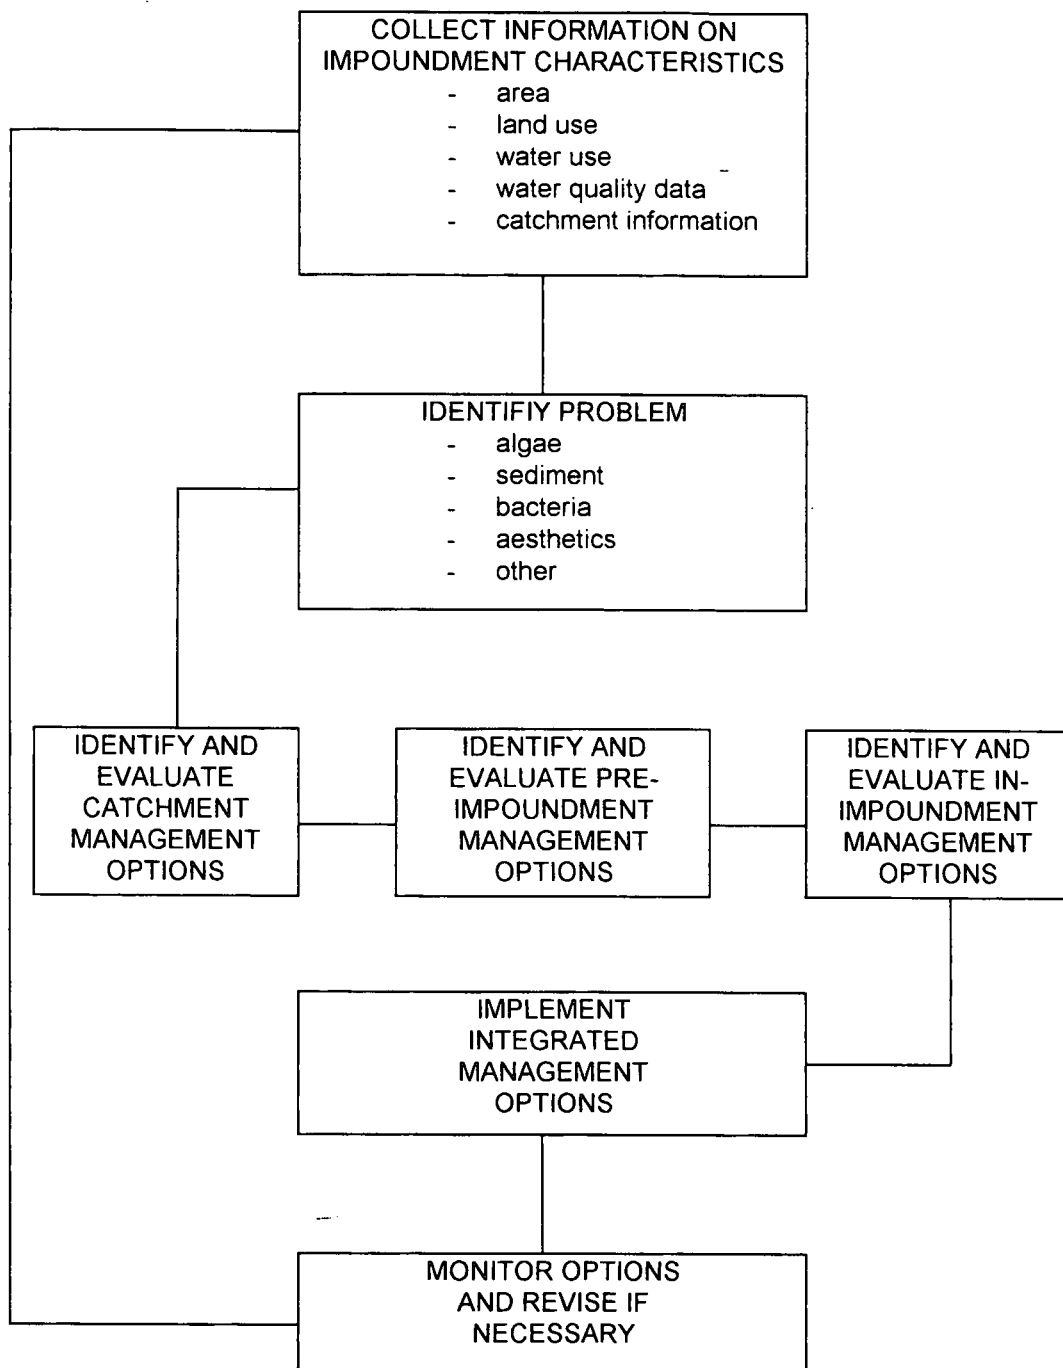 COLLECT INFORMATION ON
IMPOUNDMENT CHARACTERISTICS
- area
- land use
- water use
- water quality data
- catchment information
IDENTIFIY PROBLEM
- algae
- sediment
- bacteria
- aesthetics
- other
IDENTIFY AND
EVALUATE
CATCHMENT
MANAGEMENT
OPTIONS
IDENTIFY AND
EVALUATE PRE-
IMPOUNDMENT
MANAGEMENT
OPTIONS
IDENTIFY AND
EVALUATE IN-
IMPOUNDMENT
MANAGEMENT
OPTIONS
IMPLEMENT
INTEGRATED
MANAGEMENT
OPTIONS
MONITOR OPTIONS
AND REVISE IF
NECESSARY